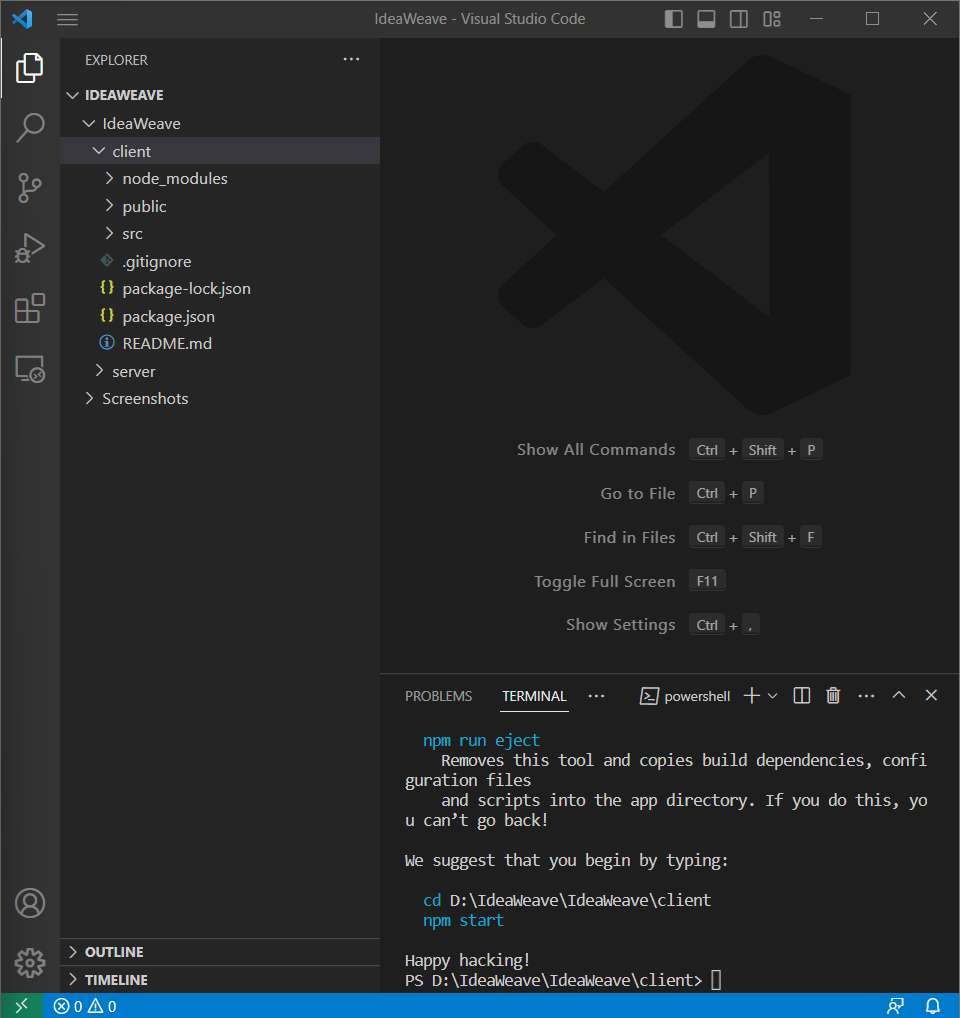 IdeaWeave - Visual Studio Code
EXPLORER
IDEAWEAVE
IdeaWeave
client
node_modules
public
src
.gitignore
{} package-lock.json
{} package.json
README.md
server
Screenshots
OUTLINE
TIMELINE
Show All Commands Ctrl + Shift + P
Go to File Ctrl + P
Find in Files Ctrl + Shift + F
Toggle Full Screen F11
Show Settings Ctrl + ,
PROBLEMS TERMINAL ... powershell
npm run eject
Removes this tool and copies build dependencies, confi
guration files
and scripts into the app directory. If you do this, yo
u can’t go back!
We suggest that you begin by typing:
cd D:\IdeaWeave\IdeaWeave\client
npm start
Happy hacking!
PS D:\IdeaWeave\IdeaWeave\client>
0 0